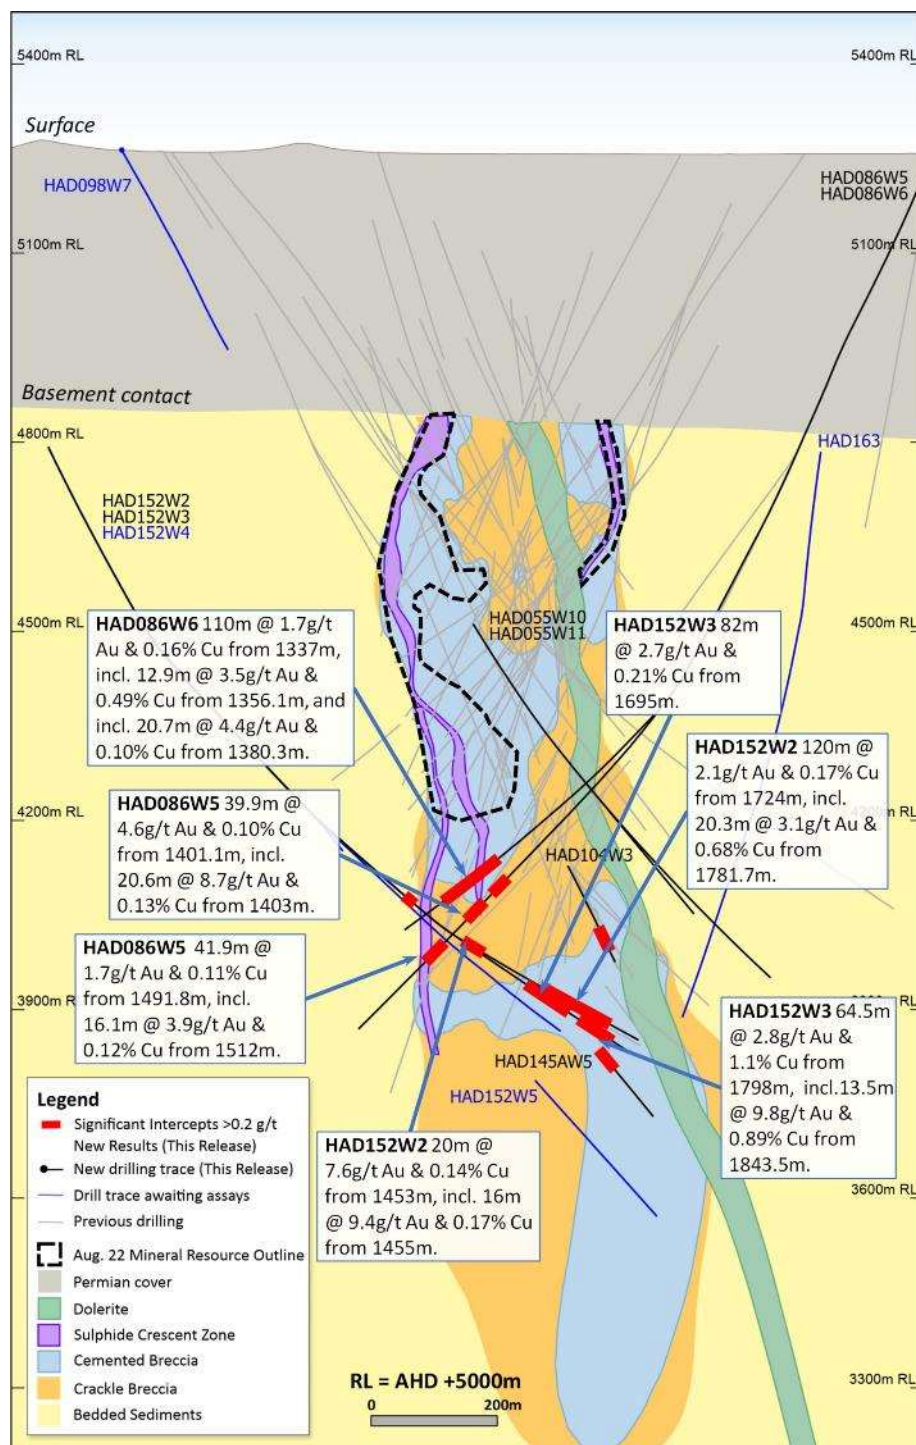 5400m RL
5400m RL
Surface
HAD098W7
HAD086W5
HAD086W6
5100m RL
5100m RL
Basement contact
4800m RL
HAD163
HAD152W2
HAD152W3
HAD152W4
4500m RL
HAD055W10
HAD055W11
4500m RL
HAD086W6 110m @ 1.7g/t
Au & 0.16% Cu from 1337m,
incl. 12.9m @ 3.5g/t Au &
0.49% Cu from 1356.1m, and
incl. 20.7m @ 4.4g/t Au &
0.10% Cu from 1380.3m.
HAD152W3 82m
@ 2.7g/t Au &
0.21% Cu from
1695m.
HAD152W2 120m @
2.1g/t Au & 0.17% Cu
from 1724m, incl.
20.3m @ 3.1g/t Au &
0.68% Cu from
1781.7m.
4200m RL
HAD086W5 39.9m @
4.6g/t Au & 0.10% Cu
from 1401.1m, incl.
20.6m @ 8.7g/t Au &
0.13% Cu from 1403m.
HAD104W3
HAD086W5 41.9m @
1.7g/t Au & 0.11% Cu
from 1491.8m, incl.
16.1m @ 3.9g/t Au &
0.12% Cu from 1512m.
3900m RL
HAD152W3 64.5m
@ 2.8g/t Au &
1.1% Cu from
1798m, incl.13.5m
@ 9.8g/t Au &
0.89% Cu from
1843.5m.
HAD145AW5
HAD152W5
HAD152W2 20m @
7.6g/t Au & 0.14% Cu
from 1453m, incl. 16m
@ 9.4g/t Au & 0.17% Cu
from 1455m.
3600m RL
Legend
Significant Intercepts >0.2 g/t
New Results (This Release)
New drilling trace (This Release)
Drill trace awaiting assays
Previous drilling
Aug. 22 Mineral Resource Outline
Permian cover
Dolerite
Sulphide Crescent Zone
Cemented Breccia
Crackle Breccia
Bedded Sediments
RL = AHD +5000m
0 200m
3300m RL